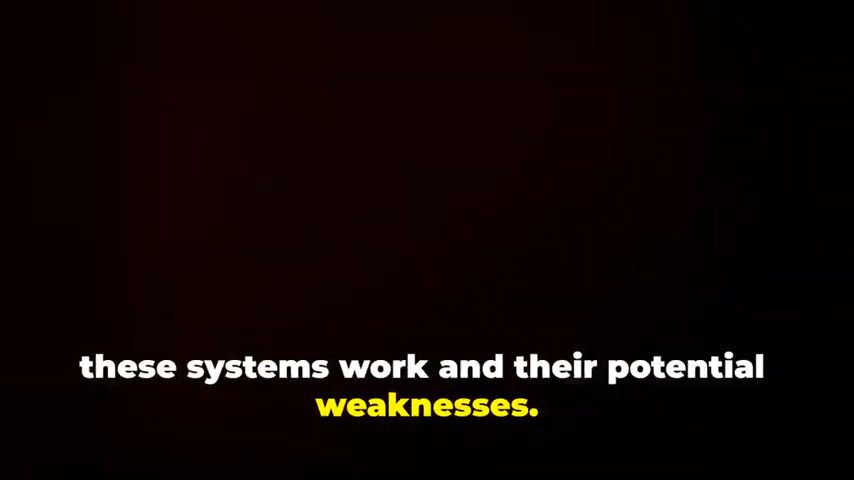 these systems work and their potential
weaknesses.